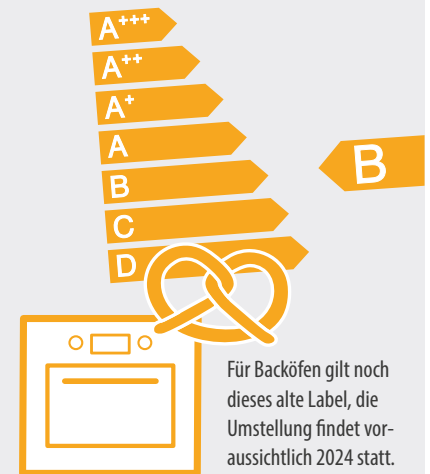 A+++
A++
A+
A
B
B
C
D
Für Backöfen gilt noch
dieses alte Label, die
Umstellung findet vor-
aussichtlich 2024 statt.